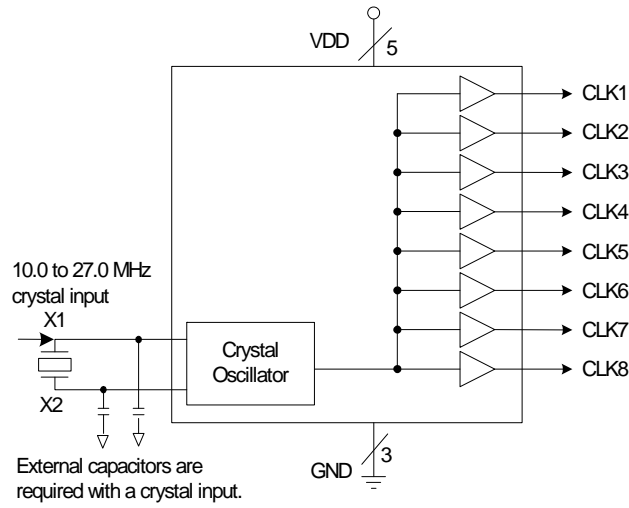 VDD
5
CLK1
CLK2
CLK3
CLK4
CLK5
CLK6
CLK7
CLK8
10.0 to 27.0 MHz
crystal input
X1
X2
Crystal
Oscillator
External capacitors are
required with a crystal input.
GND
3